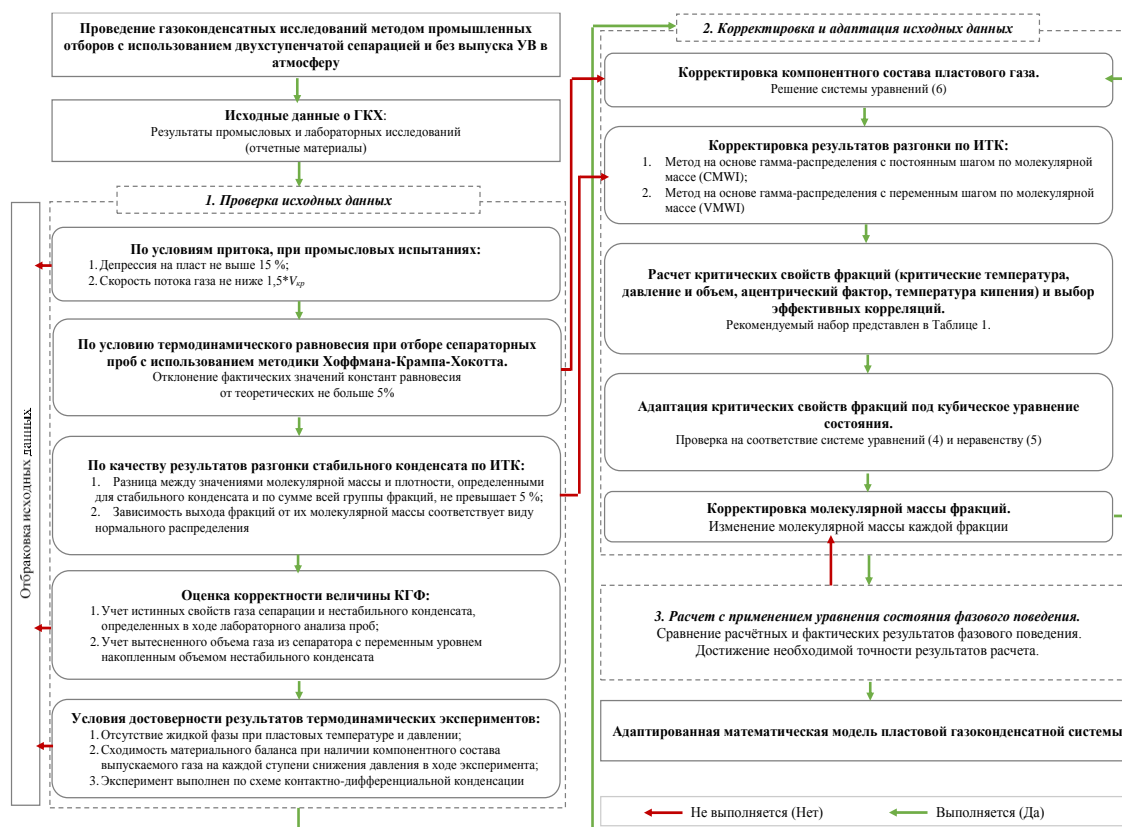 Проведение газоконденсатных исследований методом промышленных
отборов с использованием двухступенчатой сепарацией и без выпуска УВ в
атмосферу
Исходные данные о ГКХ:
Результаты промысловых и лабораторных исследований
(отчетные материалы)
1. Проверка исходных данных
Отбраковка исходных данных
По условиям притока, при промысловых испытаниях:
1. Депрессия на пласт не выше 15 %;
2. Скорость потока газа не ниже 1,5*Vкр
По условию термодинамического равновесия при отборе сепараторных
проб с использованием методики Хоффмана-Крампа-Хокотта.
Отклонение фактических значений констант равновесия
от теоретических не больше 5%
По качеству результатов разгонки стабильного конденсата по ИТК:
1. Разница между значениями молекулярной массы и плотности, определенными
для стабильного конденсата и по сумме всей группы фракций, не превышает 5 %;
2. Зависимость выхода фракций от их молекулярной массы соответствует виду
нормального распределения
Оценка корректности величины КГФ:
1. Учет истинных свойств газа сепарации и нестабильного конденсата,
определенных в ходе лабораторного анализа проб;
2. Учет вытесненного объема газа из сепаратора с переменным уровнем
накопленным объемом нестабильного конденсата
Условия достоверности результатов термодинамических экспериментов:
1. Отсутствие жидкой фазы при пластовых температуре и давлении;
2. Сходимость материального баланса при наличии компонентного состава
выпускаемого газа на каждой ступени снижения давления в ходе эксперимента;
3. Эксперимент выполнен по схеме контактно-дифференциальной конденсации
2. Корректировка и адаптация исходных данных
Корректировка компонентного состава пластового газа.
Решение системы уравнений (6)
Корректировка результатов разгонки по ИТК:
1. Метод на основе гамма-распределения с постоянным шагом по молекулярной
массе (CMWI);
2. Метод на основе гамма-распределения с переменным шагом по молекулярной
массе (VMWI)
Расчет критических свойств фракций (критические температура,
давление и объем, ацентрический фактор, температура кипения) и выбор
эффективных корреляций.
Рекомендуемый набор представлен в Таблице 1.
Адаптация критических свойств фракций под кубическое уравнение
состояния.
Проверка на соответствие системе уравнений (4) и неравенству (5)
Корректировка молекулярной массы фракций.
Изменение молекулярной массы каждой фракции
3. Расчет с применением уравнения состояния фазового поведения.
Сравнение расчётных и фактических результатов фазового поведения.
Достижение необходимой точности результатов расчета.
Адаптированная математическая модель пластовой газоконденсатной системы
Не выполняется (Нет)
Выполняется (Да)